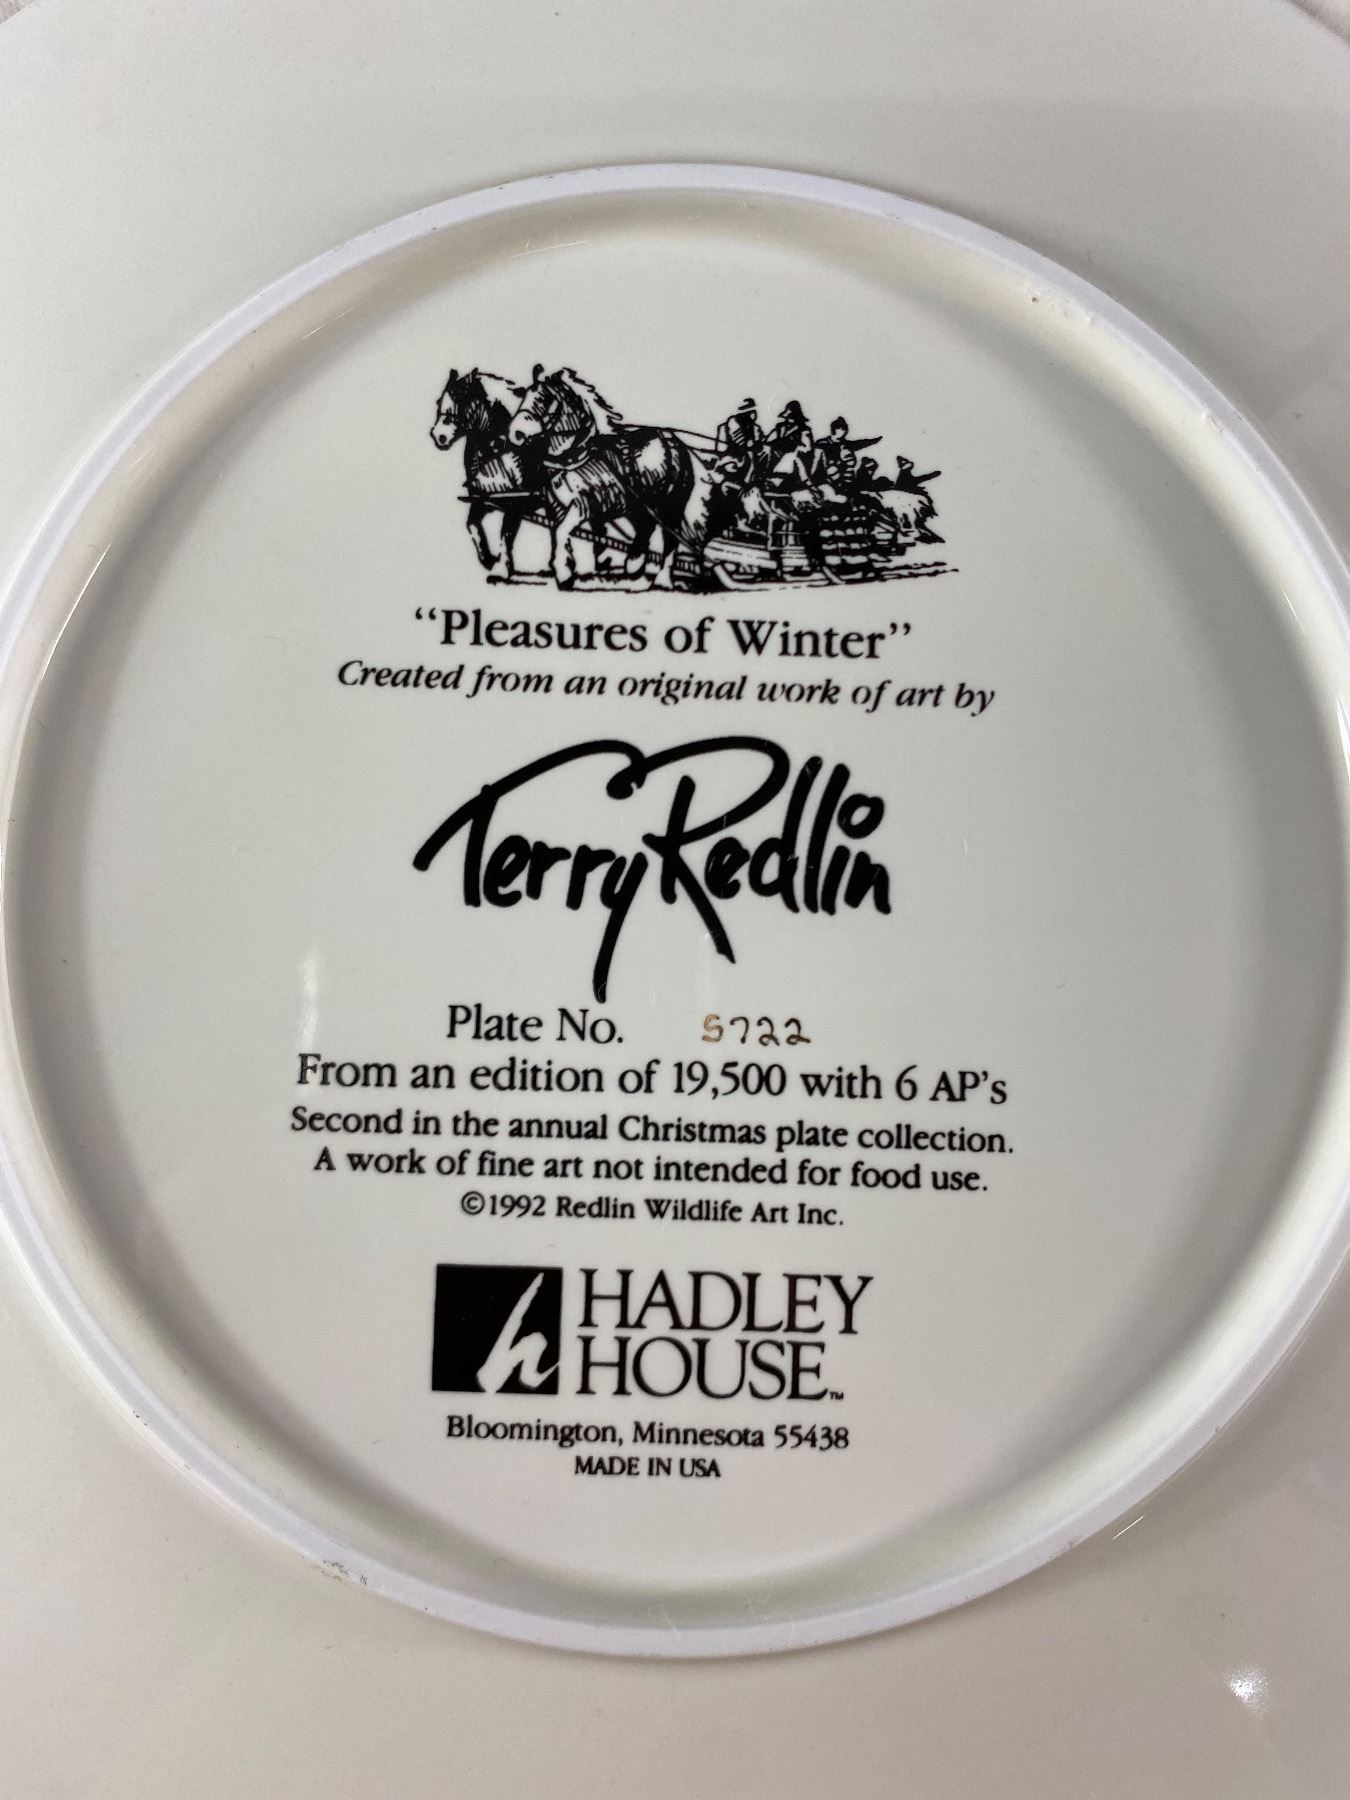 “Pleasures of Winter”
Created from an original work of art by
Terry Redlin
Plate No. 5722
From an edition of 19,500 with 6 AP's
Second in the annual Christmas plate collection.
A work of fine art not intended for food use.
©1992 Redlin Wildlife Art Inc.
h HADLEY
HOUSE™
Bloomington, Minnesota 55438
MADE IN USA